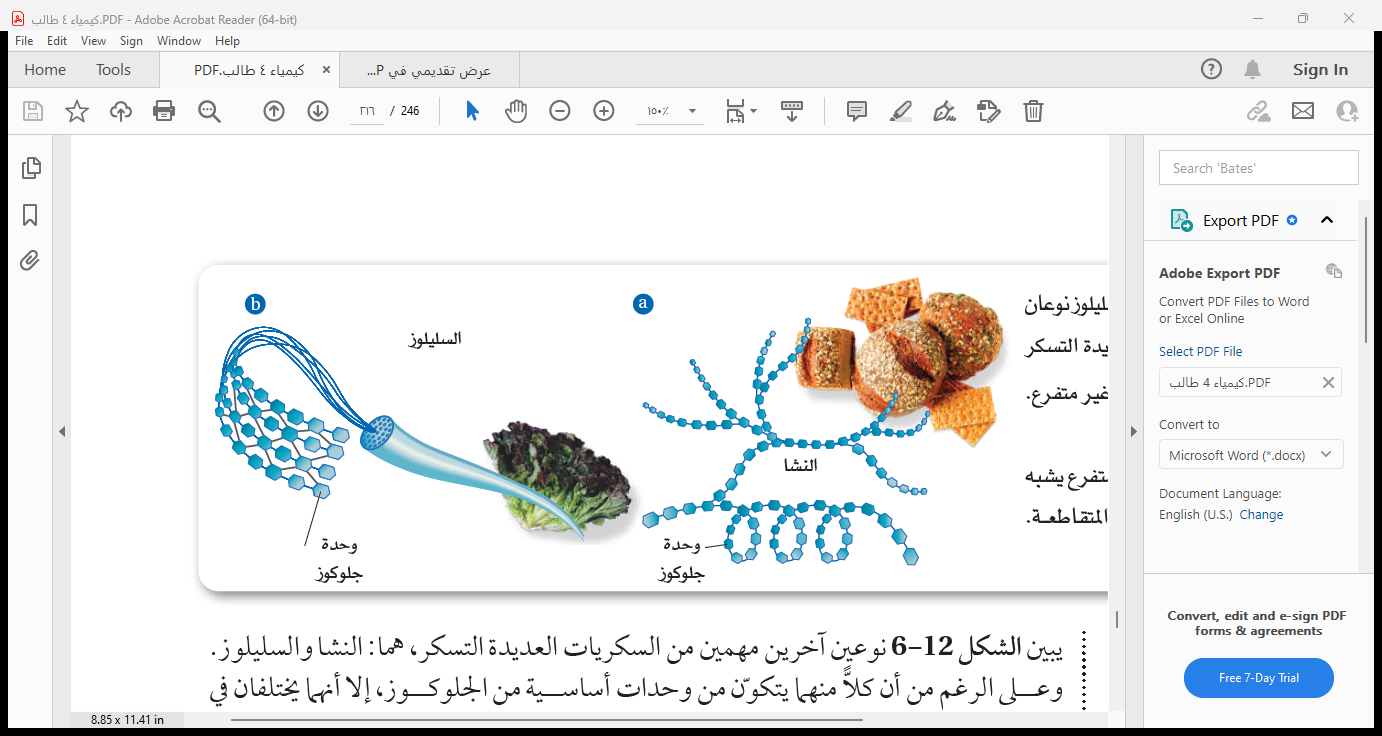 كيمياء ٤ طالب.PDF - Adobe Acrobat Reader (64-bit)
File Edit View Sign Window Help
Home Tools كيمياء ٤ طالب.PDF × عرض تقديمي في P... Sign In
٢١٦ / 246 ١٥٠٪
Search 'Bates'
Export PDF
Adobe Export PDF
Convert PDF Files to Word
or Excel Online
Select PDF File
كيمياء 4 طالب.PDF
Convert to
Microsoft Word (*.docx)
Document Language:
English (U.S.) Change
Convert, edit and e-sign PDF
forms & agreements
Free 7-Day Trial
ليلوز نوعان
يدة التسكر
غير متفرع.
متفرع يشبه
المتقاطعة.
a
النشا
وحدة
جلوكوز
b
السليلوز
وحدة
جلوكوز
يبين الشكل 12–6 نوعين آخرين مهمين من السكريات العديدة التسكر، هما: النشا والسليلوز.
وعلى الرغم من أن كلاًّ منهما يتكوّن من وحدات أساسية من الجلوكوز، إلا أنهما يختلفان في
8.85 x 11.41 in